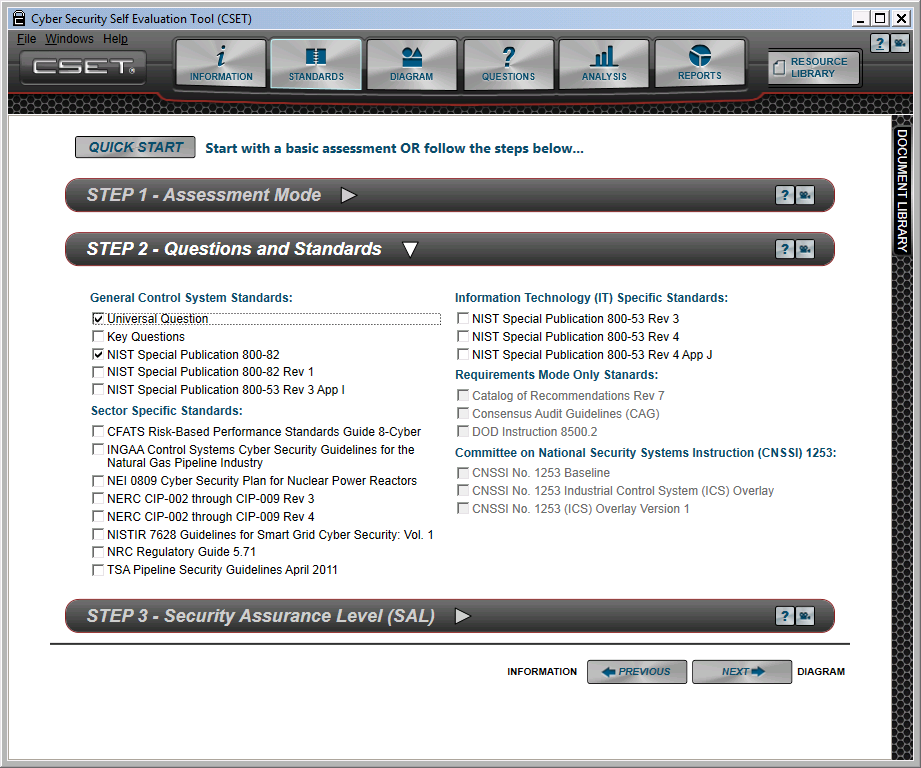 Cyber Security Self Evaluation Tool (CSET)
File Windows Help
CSET
INFORMATION
STANDARDS
DIAGRAM
?
QUESTIONS
ANALYSIS
REPORTS
RESOURCE
LIBRARY
?
DOCUMENT LIBRARY
QUICK START
Start with a basic assessment OR follow the steps below...
STEP 1 - Assessment Mode
?
STEP 2 - Questions and Standards
?
General Control System Standards:
Universal Question
Key Questions
NIST Special Publication 800-82
NIST Special Publication 800-82 Rev 1
NIST Special Publication 800-53 Rev 3 App I
Sector Specific Standards:
CFATS Risk-Based Performance Standards Guide 8-Cyber
INGAA Control Systems Cyber Security Guidelines for the
Natural Gas Pipeline Industry
NEI 0809 Cyber Security Plan for Nuclear Power Reactors
NERC CIP-002 through CIP-009 Rev 3
NERC CIP-002 through CIP-009 Rev 4
NISTIR 7628 Guidelines for Smart Grid Cyber Security: Vol. 1
NRC Regulatory Guide 5.71
TSA Pipeline Security Guidelines April 2011
Information Technology (IT) Specific Standards:
NIST Special Publication 800-53 Rev 3
NIST Special Publication 800-53 Rev 4
NIST Special Publication 800-53 Rev 4 App J
Requirements Mode Only Stanards:
Catalog of Recommendations Rev 7
Consensus Audit Guidelines (CAG)
DOD Instruction 8500.2
Committee on National Security Systems Instruction (CNSSI) 1253:
CNSSI No. 1253 Baseline
CNSSI No. 1253 Industrial Control System (ICS) Overlay
CNSSI No. 1253 (ICS) Overlay Version 1
STEP 3 - Security Assurance Level (SAL)
?
INFORMATION
PREVIOUS
NEXT
DIAGRAM